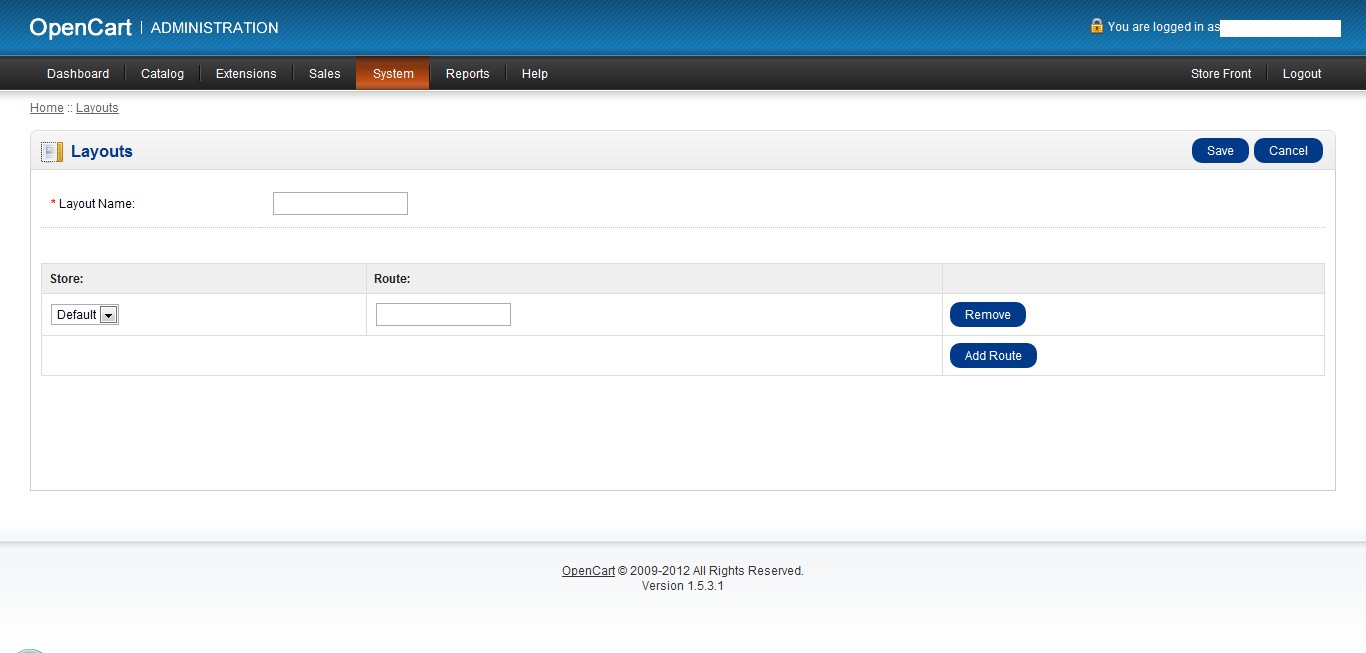 OpenCart | ADMINISTRATION
You are logged in as
Dashboard Catalog Extensions Sales System Reports Help Store Front Logout
Home :: Layouts
Layouts Save Cancel
* Layout Name:
Store: Route:
Default Remove
Add Route
OpenCart © 2009-2012 All Rights Reserved.
Version 1.5.3.1